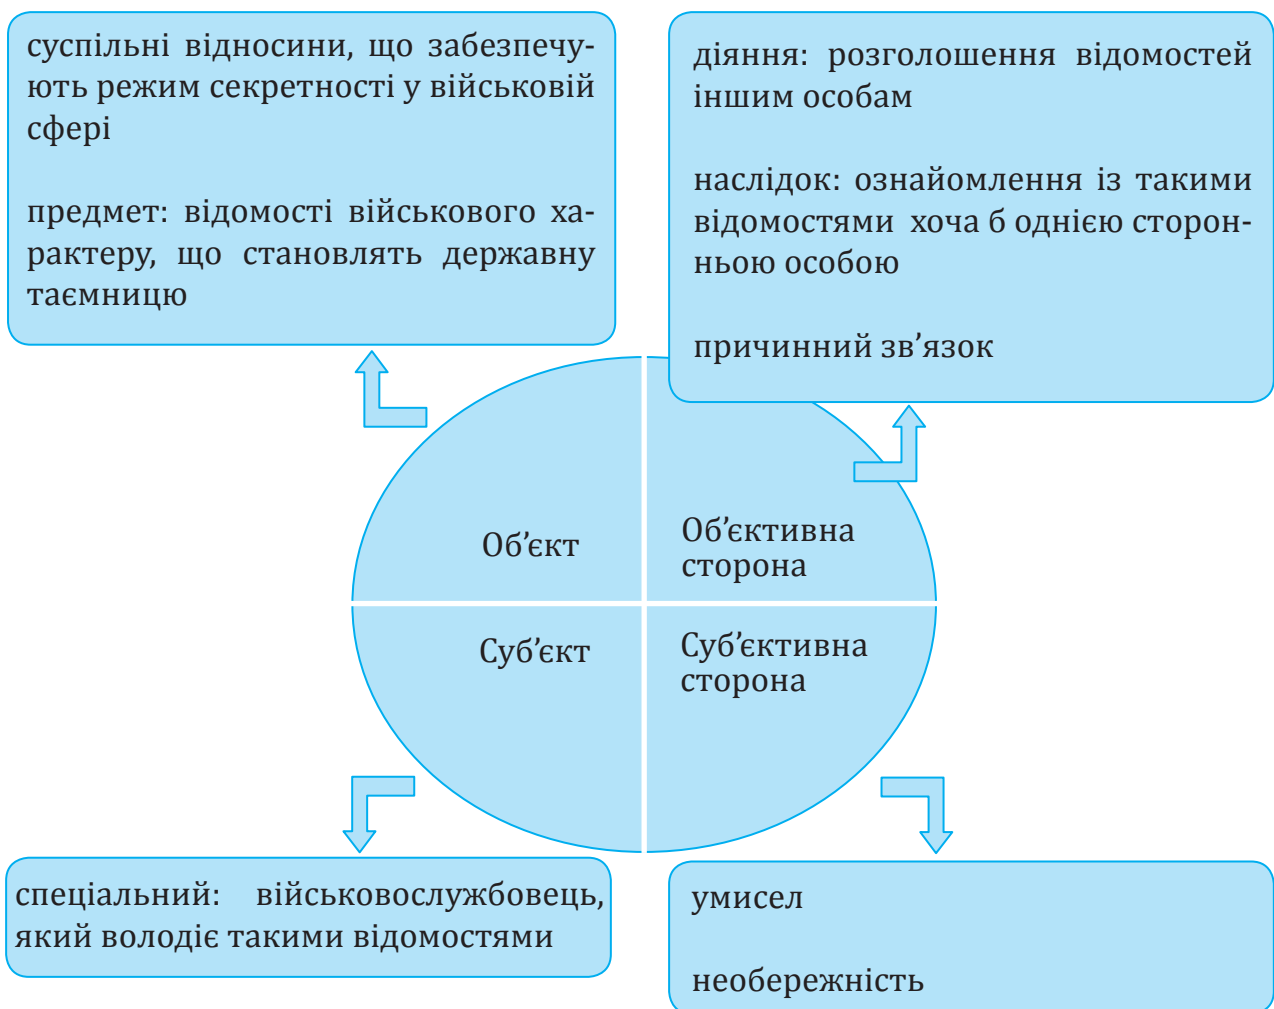 суспільні відносини, що забезпечу-
ють режим секретності у військовій
сфері
предмет: відомості військового ха-
рактеру, що становлять державну
таємницю
діяння: розголошення відомостей
іншим особам
наслідок: ознайомлення із такими
відомостями хоча б однією сторон-
ньою особою
причинний зв’язок
Об’єкт
Об’єктивна
сторона
Суб’єкт
Суб’єктивна
сторона
спеціальний: військовослужбовець,
який володіє такими відомостями
умисел
необережність